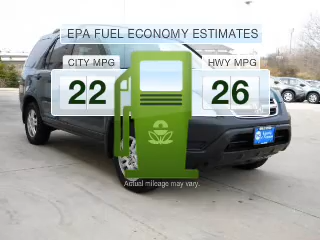 EPA FUEL ECONOMY ESTIMATES
CITY MPG
HWY MPG
22
26
Actual mileage may vary.